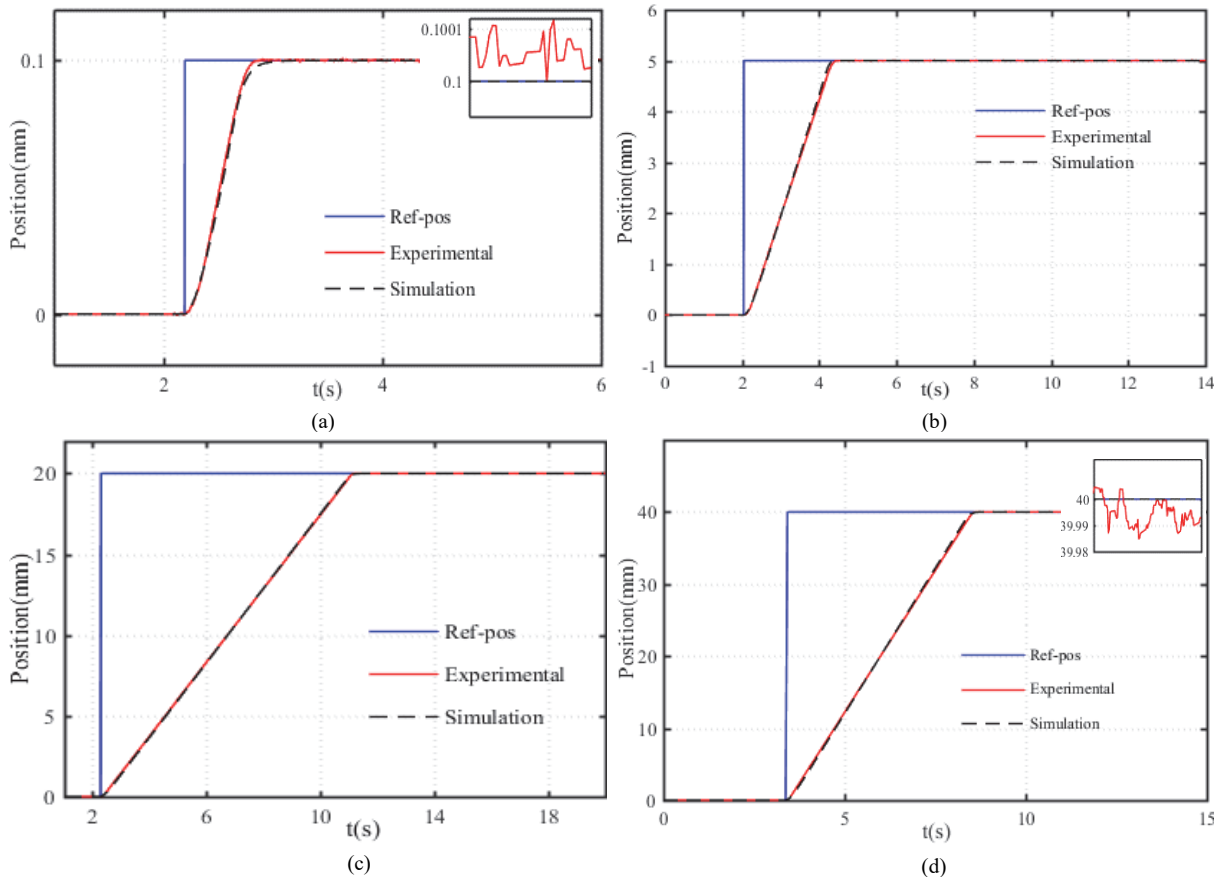 0.1001
0.1
0.1
0
Position(mm)
Ref-pos
Experimental
Simulation
2
4
6
t(s)
(a)
6
5
4
3
2
1
0
-1
Position(mm)
Ref-pos
Experimental
Simulation
0
2
4
6
8
10
12
14
t(s)
(b)
20
15
10
5
0
Position(mm)
Ref-pos
Experimental
Simulation
2
6
10
14
18
t(s)
(c)
40
30
20
10
0
Position(mm)
40
39.99
39.98
Ref-pos
Experimental
Simulation
0
5
10
15
t(s)
(d)